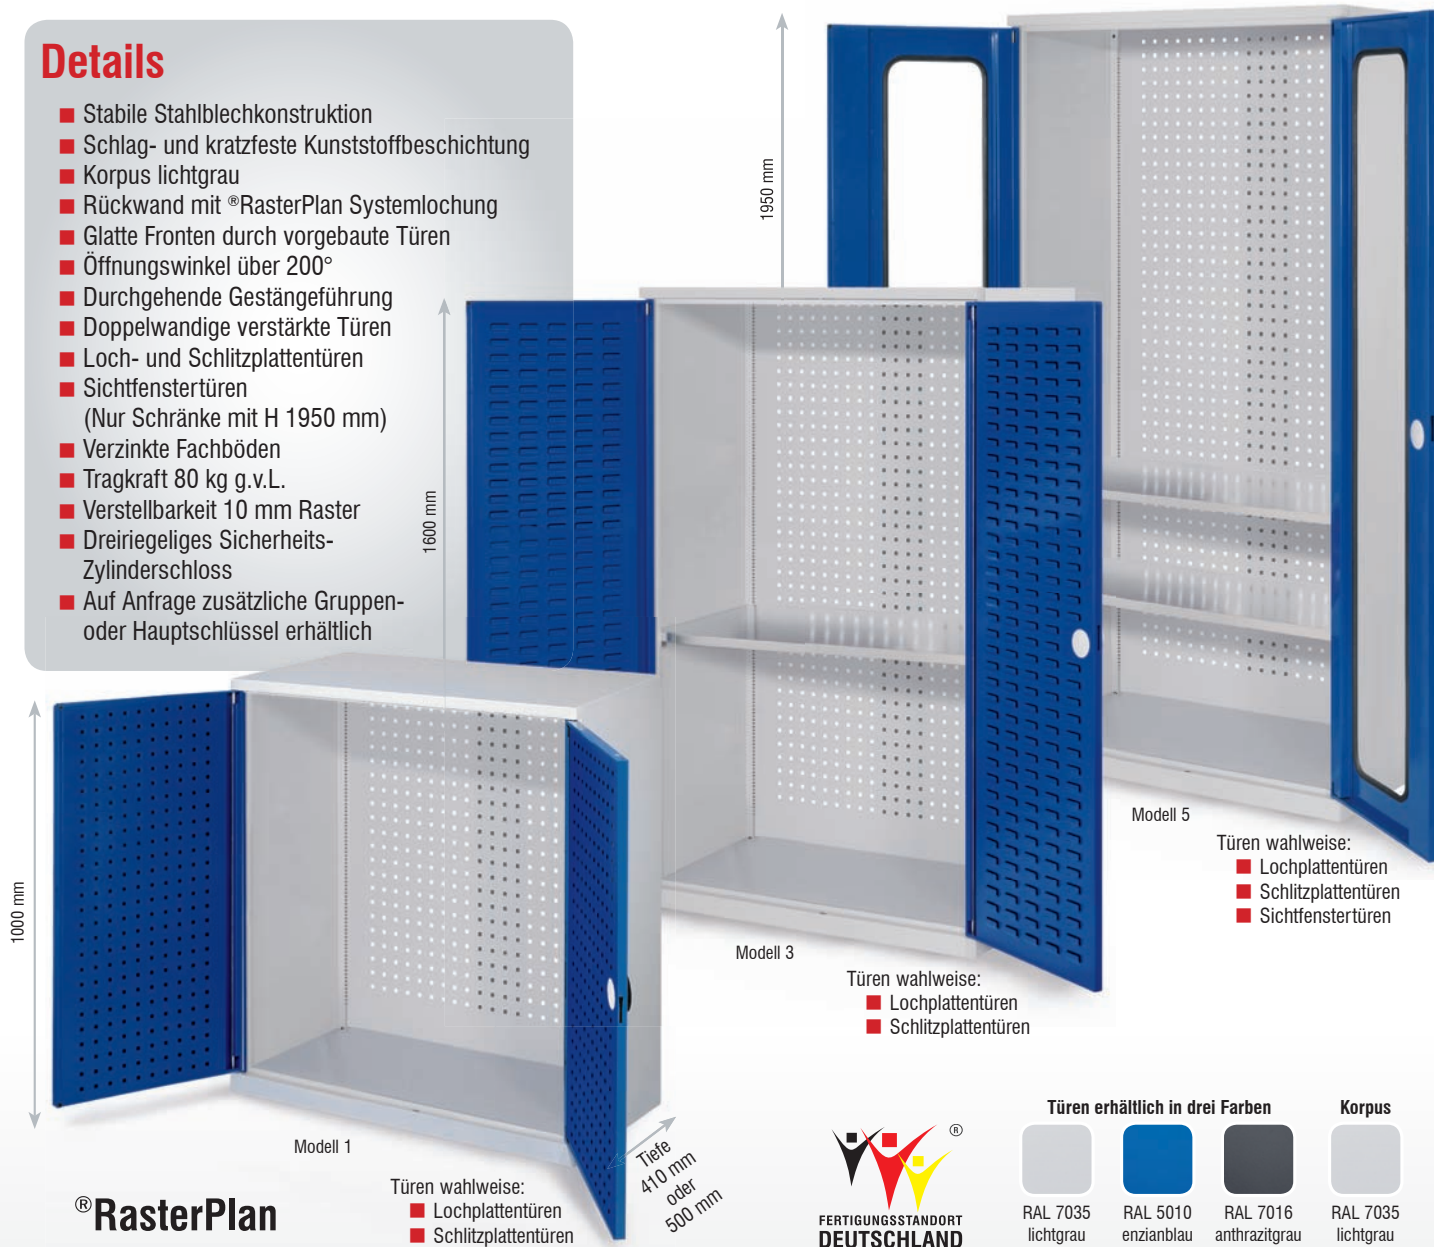 Details
Stabile Stahlblechkonstruktion
Schlag- und kratzfeste Kunststoffbeschichtung
Korpus lichtgrau
Rückwand mit ®RasterPlan Systemlochung
Glatte Fronten durch vorgebaute Türen
Öffnungswinkel über 200°
Durchgehende Gestängeführung
Doppelwandige verstärkte Türen
Loch- und Schlitzplattentüren
Sichtfenstertüren
(Nur Schränke mit H 1950 mm)
Verzinkte Fachböden
Tragkraft 80 kg g.v.L.
Verstellbarkeit 10 mm Raster
Dreiriegeliges Sicherheits-
Zylinderschloss
Auf Anfrage zusätzliche Gruppen-
oder Hauptschlüssel erhältlich
1950 mm
1600 mm
1000 mm
Modell 5
Türen wahlweise:
Lochplattentüren
Schlitzplattentüren
Sichtfenstertüren
Modell 3
Türen wahlweise:
Lochplattentüren
Schlitzplattentüren
Modell 1
Türen wahlweise:
Lochplattentüren
Schlitzplattentüren
Tiefe
410 mm
oder
500 mm
®RasterPlan
®
FERTIGUNGSSTANDORT
DEUTSCHLAND
Türen erhältlich in drei Farben
Korpus
RAL 7035
lichtgrau
RAL 5010
enzianblau
RAL 7016
anthrazitgrau
RAL 7035
lichtgrau